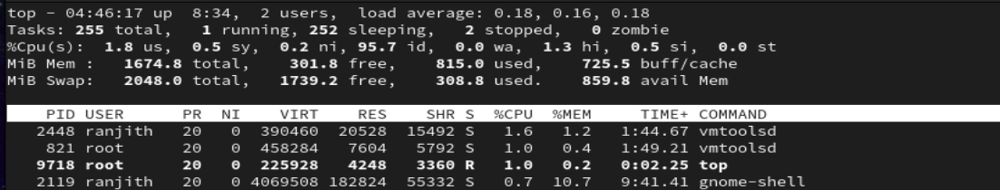 top - 04:46:17 up  8:34,  2 users,  load average: 0.18, 0.16, 0.18
Tasks: 255 total,   1 running, 252 sleeping,   2 stopped,   0 zombie
%Cpu(s):  1.8 us,  0.5 sy,  0.2 ni, 95.7 id,  0.0 wa,  1.3 hi,  0.5 si,  0.0 st
MiB Mem :   1674.8 total,    301.8 free,    815.0 used,    725.5 buff/cache
MiB Swap:   2048.0 total,   1739.2 free,    308.8 used.    859.8 avail Mem
PID USER      PR  NI    VIRT    RES    SHR S  %CPU  %MEM     TIME+ COMMAND
2448 ranjith   20   0  390460  20528  15492 S   1.6   1.2   1:44.67 vmtoolsd
821 root      20   0  458284   7604   5792 S   1.0   0.4   1:49.21 vmtoolsd
9718 root      20   0  225928   4248   3360 R   1.0   0.2   0:02.25 top
2119 ranjith   20   0 4069508 182824  55332 S   0.7  10.7   9:41.41 gnome-shell